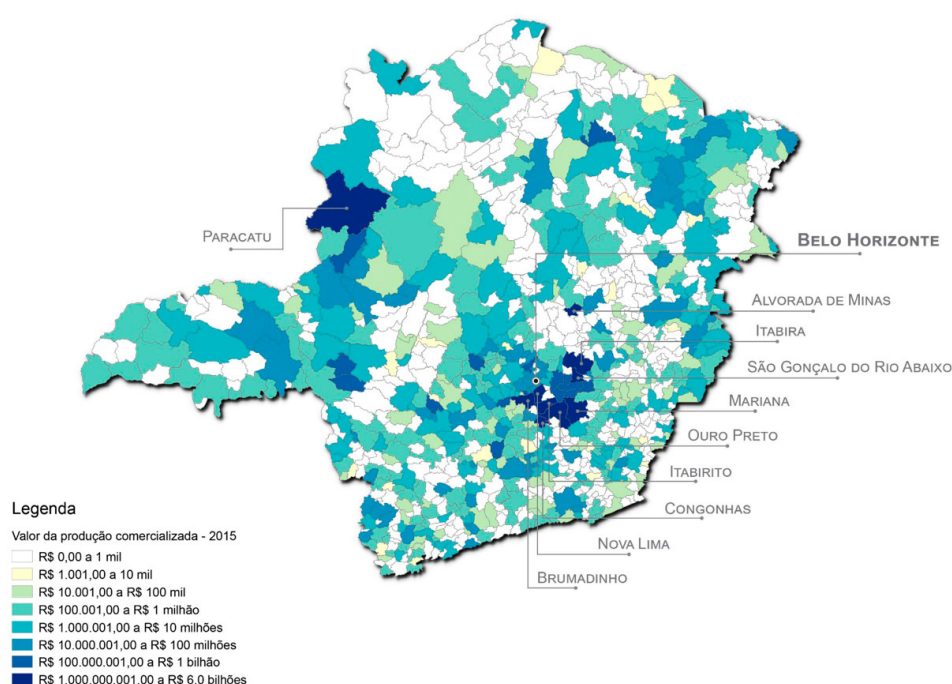 PARACATU
BELO HORIZONTE
ALVORADA DE MINAS
ITABIRA
SÃO GONÇALO DO RIO ABAIXO
MARIANA
OURO PRETO
ITABIRITO
CONGONHAS
NOVA LIMA
BRUMADINHO
Legenda
Valor da produção comercializada - 2015
R$ 0,00 a 1 mil
R$ 1.001,00 a 10 mil
R$ 10.001,00 a R$ 100 mil
R$ 100.001,00 a R$ 1 milhão
R$ 1.000.001,00 a R$ 10 milhões
R$ 10.000.001,00 a R$ 100 milhões
R$ 100.000.001,00 a R$ 1 bilhão
R$ 1.000.000.001,00 a R$ 6,0 bilhões